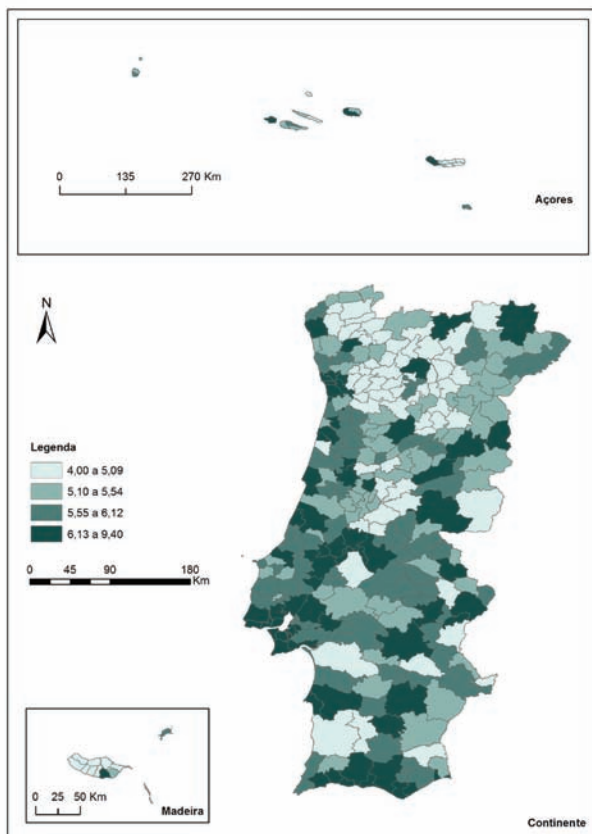 0 135 270 Km
Açores
N
Legenda
4,00 a 5,09
5,10 a 5,54
5,55 a 6,12
6,13 a 9,40
0 45 90 180
Km
0 25 50 Km
Madeira
Continente